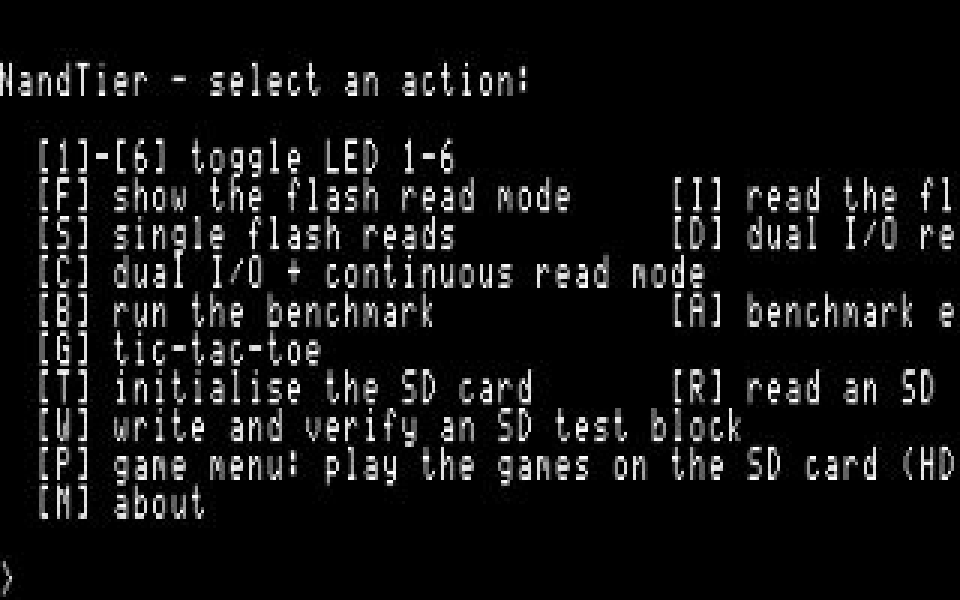 NandTier - select an action:
[1]-[6] toggle LED 1-6
[F] show the flash read mode [I] read the fl
[S] single flash reads [D] dual I/O re
[C] dual I/O + continuous read mode
[B] run the benchmark [A] benchmark e
[G] tic-tac-toe
[T] initialise the SD card [R] read an SD
[W] write and verify an SD test block
[P] game menu: play the games on the SD card (HD
[M] about
>